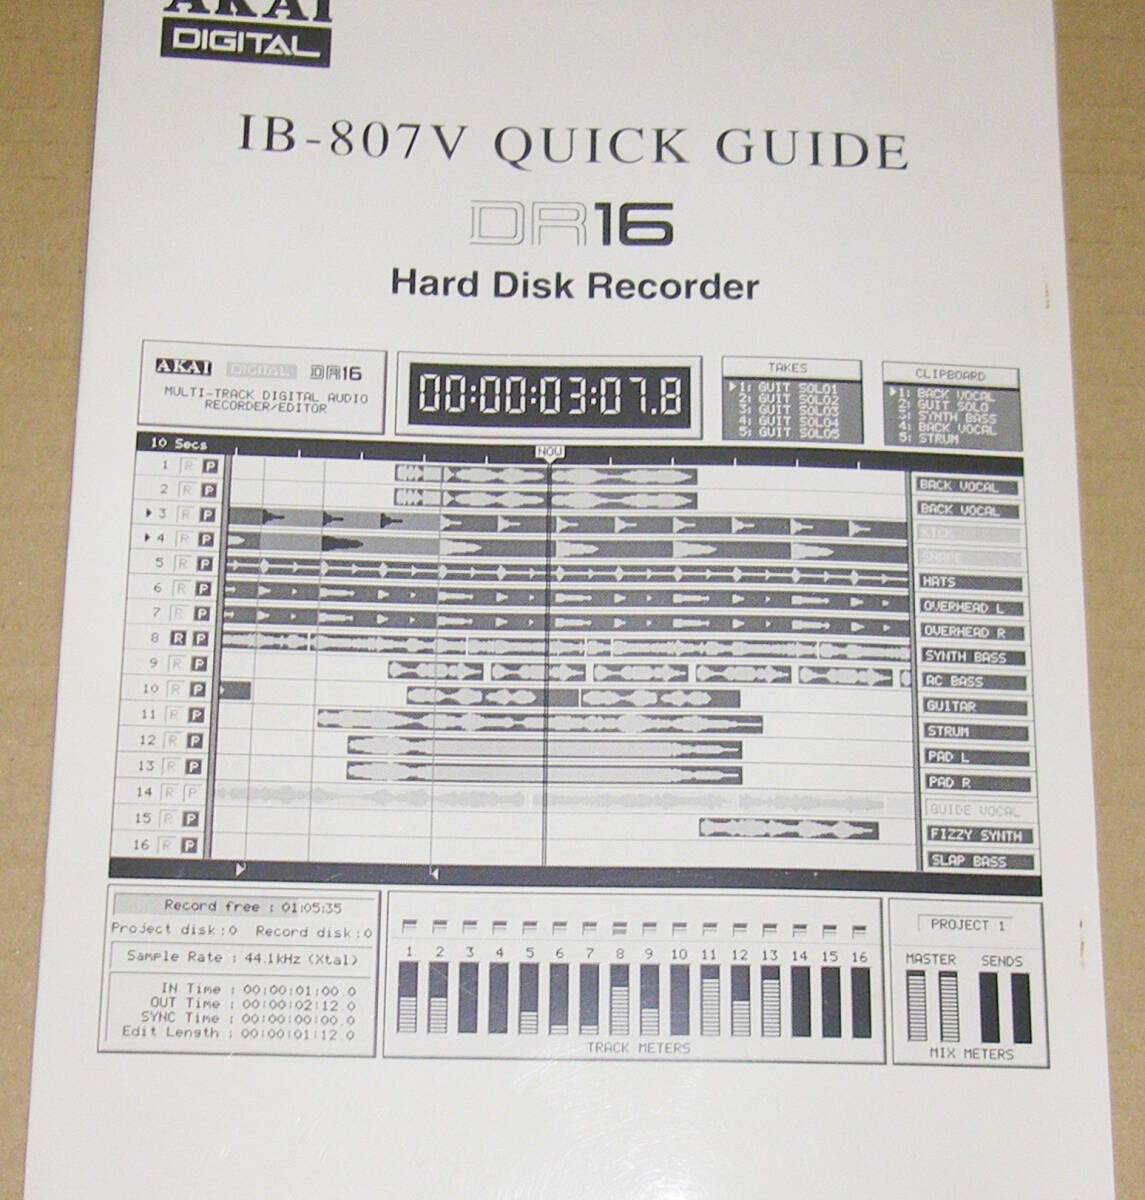 AKAI
DIGITAL
IB-807V QUICK GUIDE
DR16
Hard Disk Recorder
AKAI DIGITAL DR16
MULTI-TRACK DIGITAL AUDIO
RECORDER/EDITOR
00:00:03:07.8
TAKES
1: GUIT SOLO1
2: GUIT SOLO2
3: GUIT SOLO3
4: GUIT SOLO4
5: GUIT SOLO5
CLIPBOARD
1: BACK VOCAL
2: GUIT SOLO
3: SYNTH BASS
4: BACK VOCAL
5: STRUM
10 Secs
NOW
1 R P BACK VOCAL
2 R P BACK VOCAL
3 R P KICK
4 R P SNARE
5 R P HATS
6 R P OVERHEAD L
7 R P OVERHEAD R
8 R P SYNTH BASS
9 R P AC BASS
10 R P GUITAR
11 R P STRUM
12 R P PAD L
13 R P PAD R
14 R P GUIDE VOCAL
15 R P FIZZY SYNTH
16 R P SLAP BASS
Record free : 01:05:35
Project disk:0 Record disk:0
Sample Rate : 44.1kHz (Xtal)
IN Time : 00:00:01:00.0
OUT Time : 00:00:02:12.0
SYNC Time : 00:00:00:00.0
Edit Length : 00:00:01:12.0
1 2 3 4 5 6 7 8 9 10 11 12 13 14 15 16
TRACK METERS
PROJECT 1
MASTER SENDS
MIX METERS